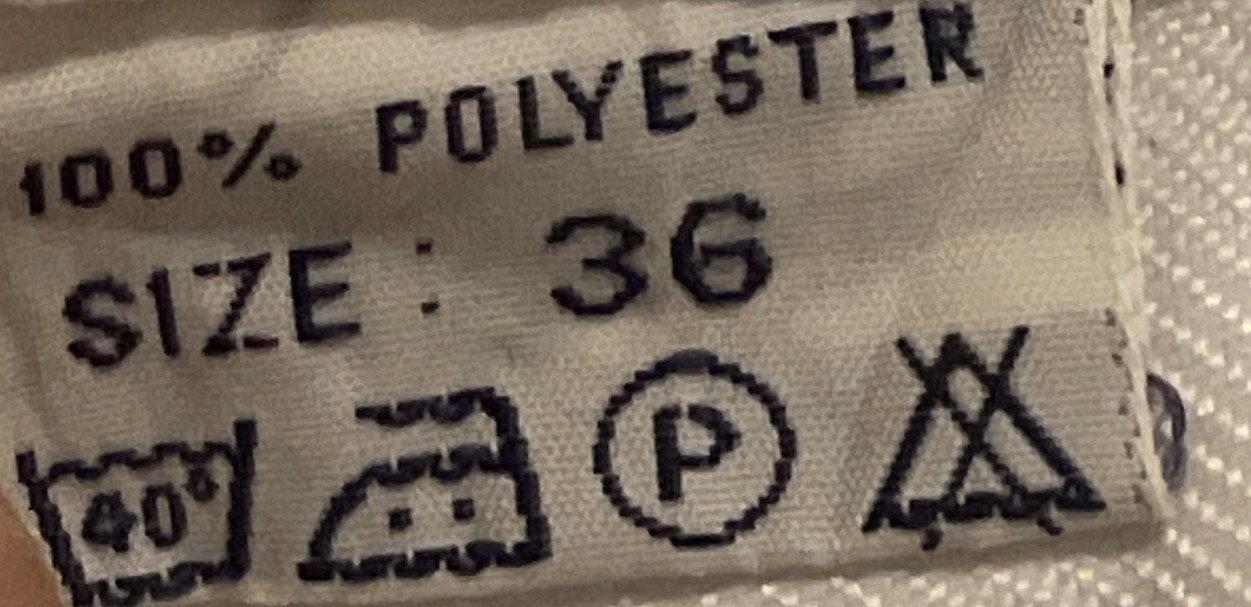 100% POLYESTER
SIZE : 36
40° P